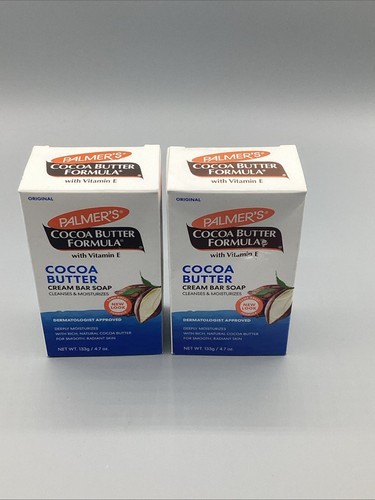 PALMER'S®
COCOA BUTTER
FORMULA®
with Vitamin E
ORIGINAL
PALMER'S®
COCOA BUTTER
FORMULA®
with Vitamin E
COCOA
BUTTER
CREAM BAR SOAP
CLEANSES & MOISTURIZES
NEW
LOOK
DERMATOLOGIST APPROVED
DEEPLY MOISTURIZES
WITH RICH, NATURAL COCOA BUTTER
FOR SMOOTH, RADIANT SKIN
NET WT. 133g / 4.7 oz.
PALMER'S®
COCOA BUTTER
FORMULA®
with Vitamin E
ORIGINAL
PALMER'S®
COCOA BUTTER
FORMULA
with Vitamin E
COCOA
BUTTER
CREAM BAR SOAP
CLEANSES & MOISTURIZES
NEW
LOOK
DERMATOLOGIST APPROVED
DEEPLY MOISTURIZES
WITH RICH, NATURAL COCOA BUTTER
FOR SMOOTH, RADIANT SKIN
NET WT. 133g / 4.7 oz.